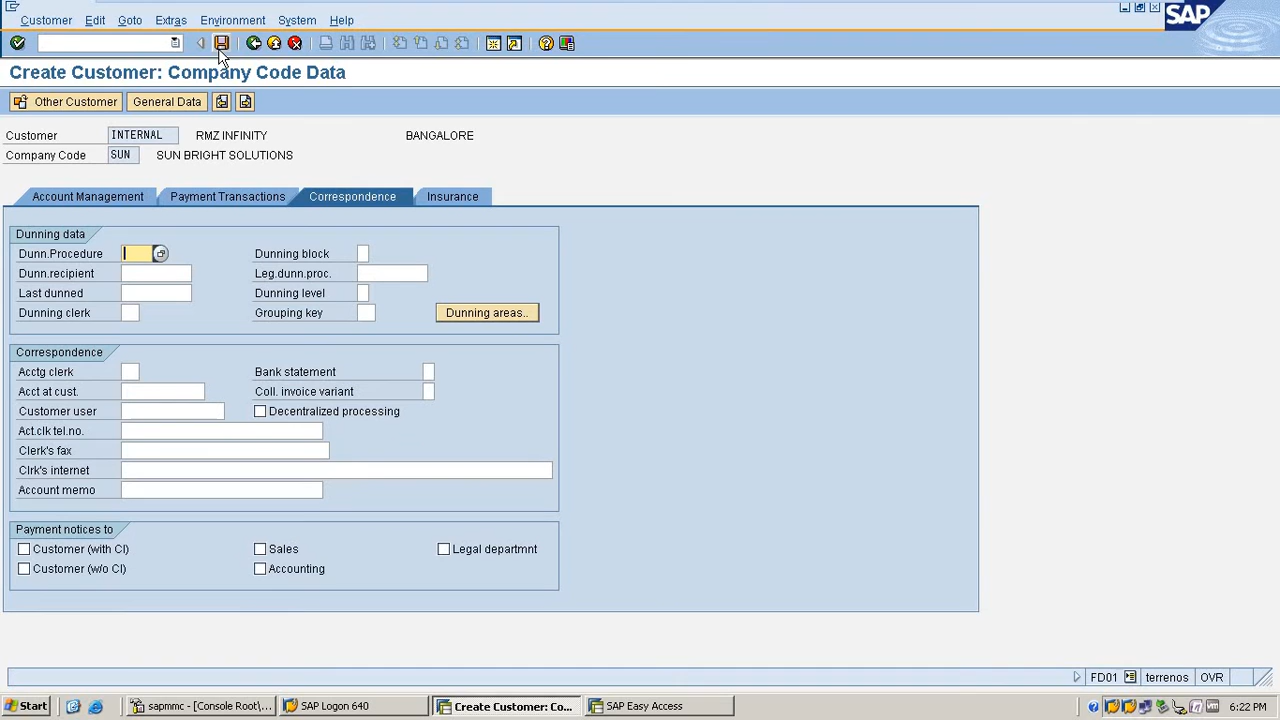 Customer Edit Goto Extras Environment System Help
SAP
Create Customer: Company Code Data
Other Customer General Data
Customer INTERNAL RMZ INFINITY BANGALORE
Company Code SUN SUN BRIGHT SOLUTIONS
Account Management Payment Transactions Correspondence Insurance
Dunning data
Dunn.Procedure Dunning block
Dunn.recipient Leg.dunn.proc.
Last dunned Dunning level
Dunning clerk Grouping key Dunning areas..
Correspondence
Acctg clerk Bank statement
Acct at cust. Coll. invoice variant
Customer user Decentralized processing
Act.clk tel.no.
Clerk's fax
Clrk's internet
Account memo
Payment notices to
Customer (with CI) Sales Legal departmnt
Customer (w/o CI) Accounting
FD01 terrenos OVR
Start sapmmc - [Console Root\... SAP Logon 640 Create Customer: Co... SAP Easy Access 6:22 PM